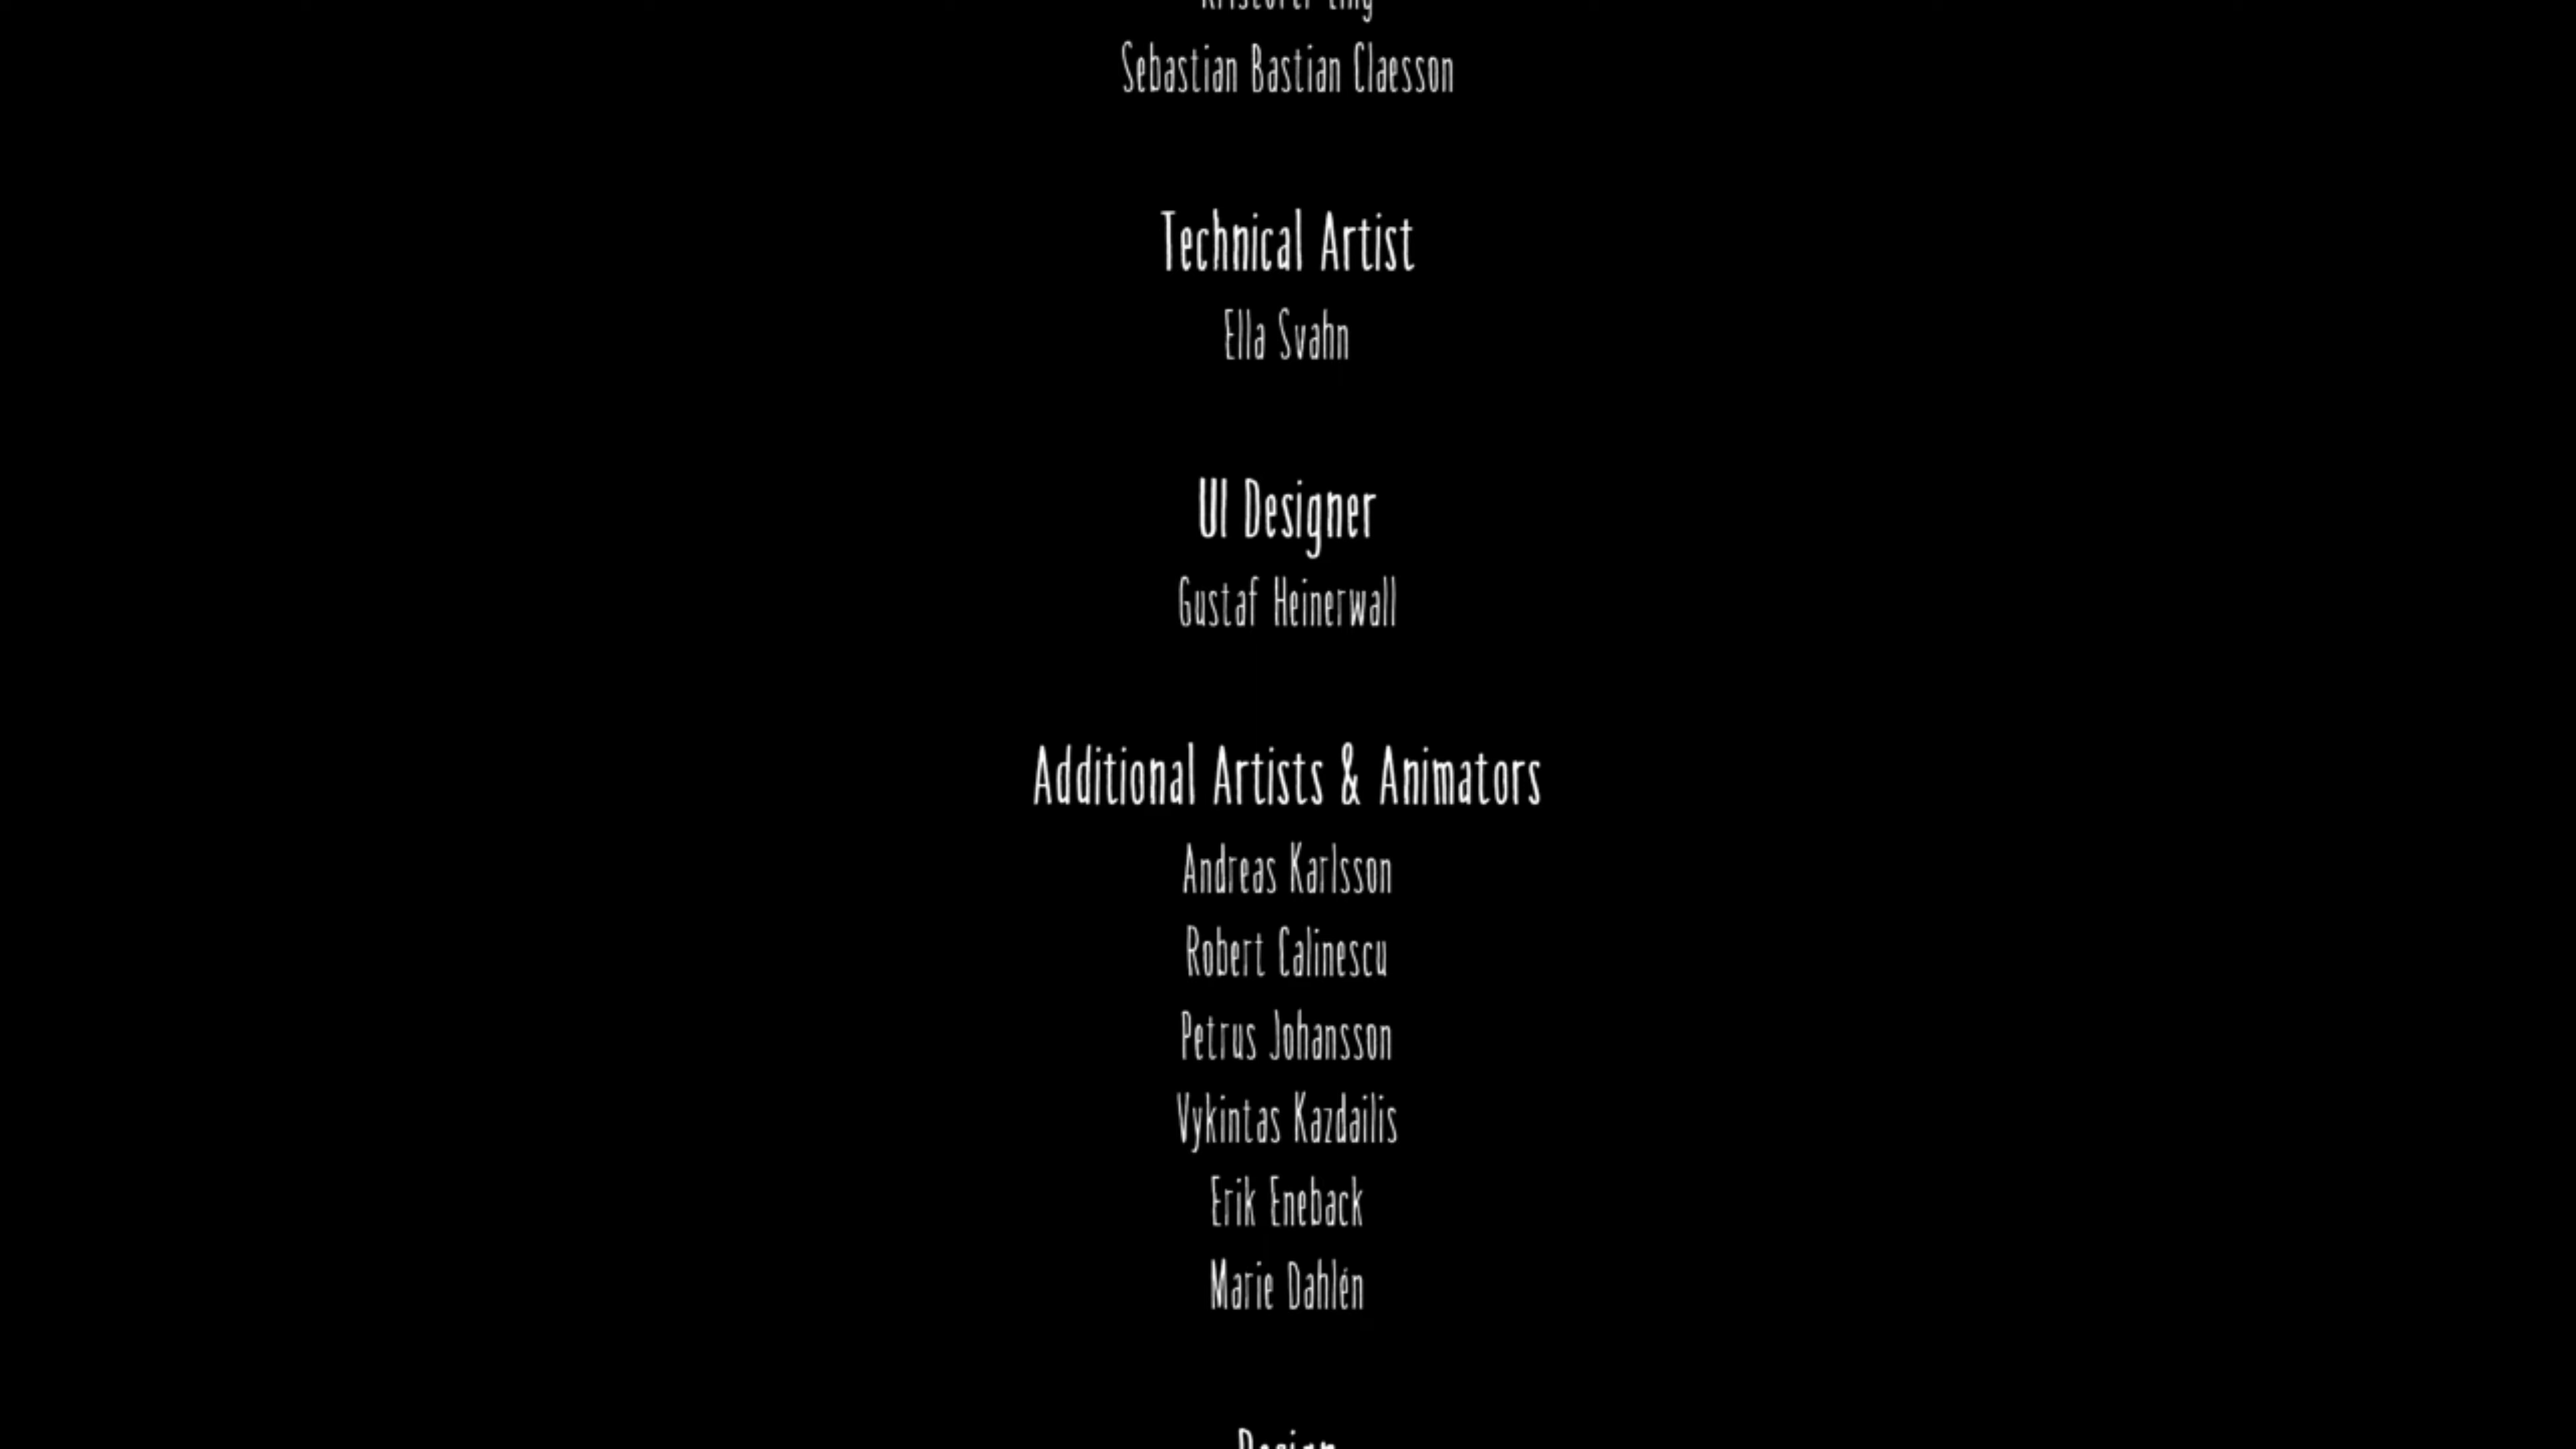 Sebastian Bastian Claesson
Technical Artist
Ella Svahn
UI Designer
Gustaf Heinerwall
Additional Artists & Animators
Andreas Karlsson
Robert Calinescu
Petrus Johansson
Vykintas Kazdailis
Erik Eneback
Marie Dahlén
Design